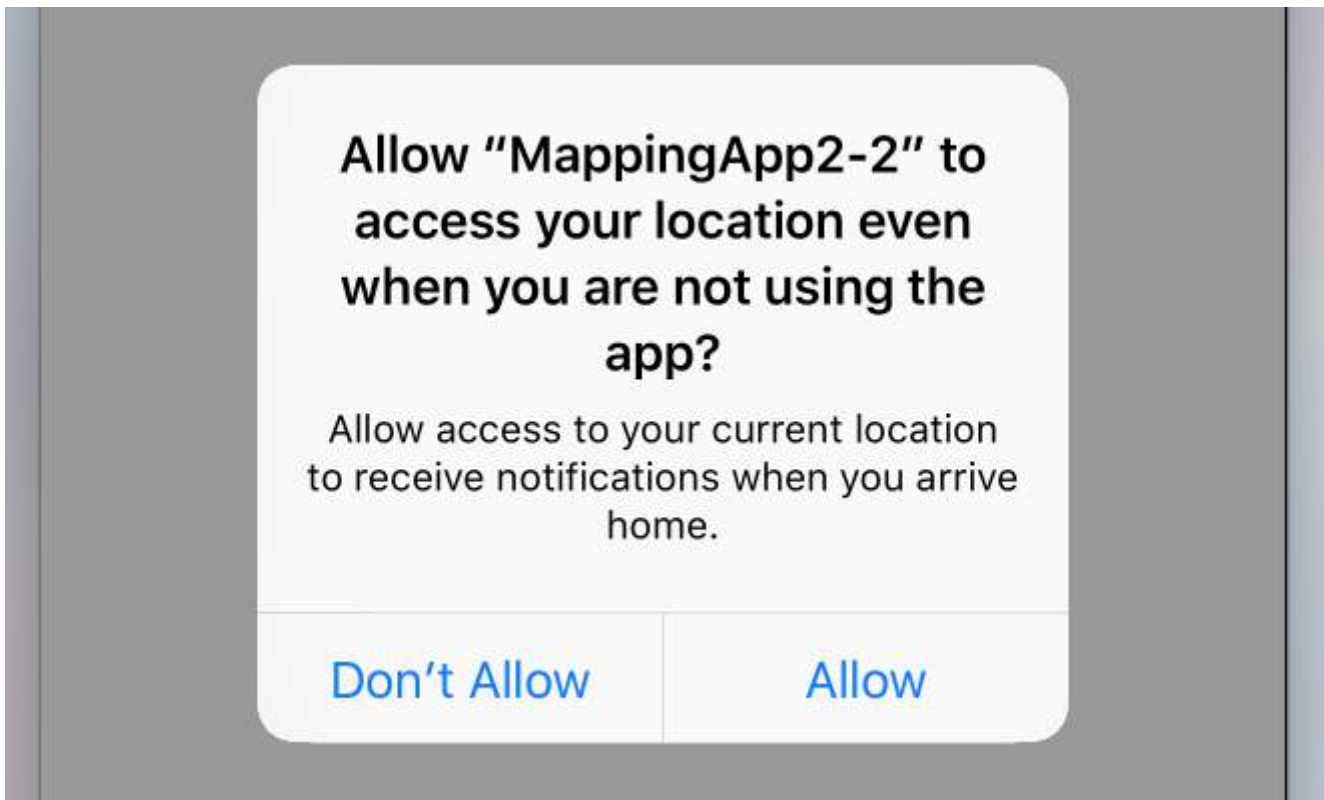 Allow “MappingApp2-2” to
access your location even
when you are not using the
app?
Allow access to your current location
to receive notifications when you arrive
home.
Don’t Allow
Allow